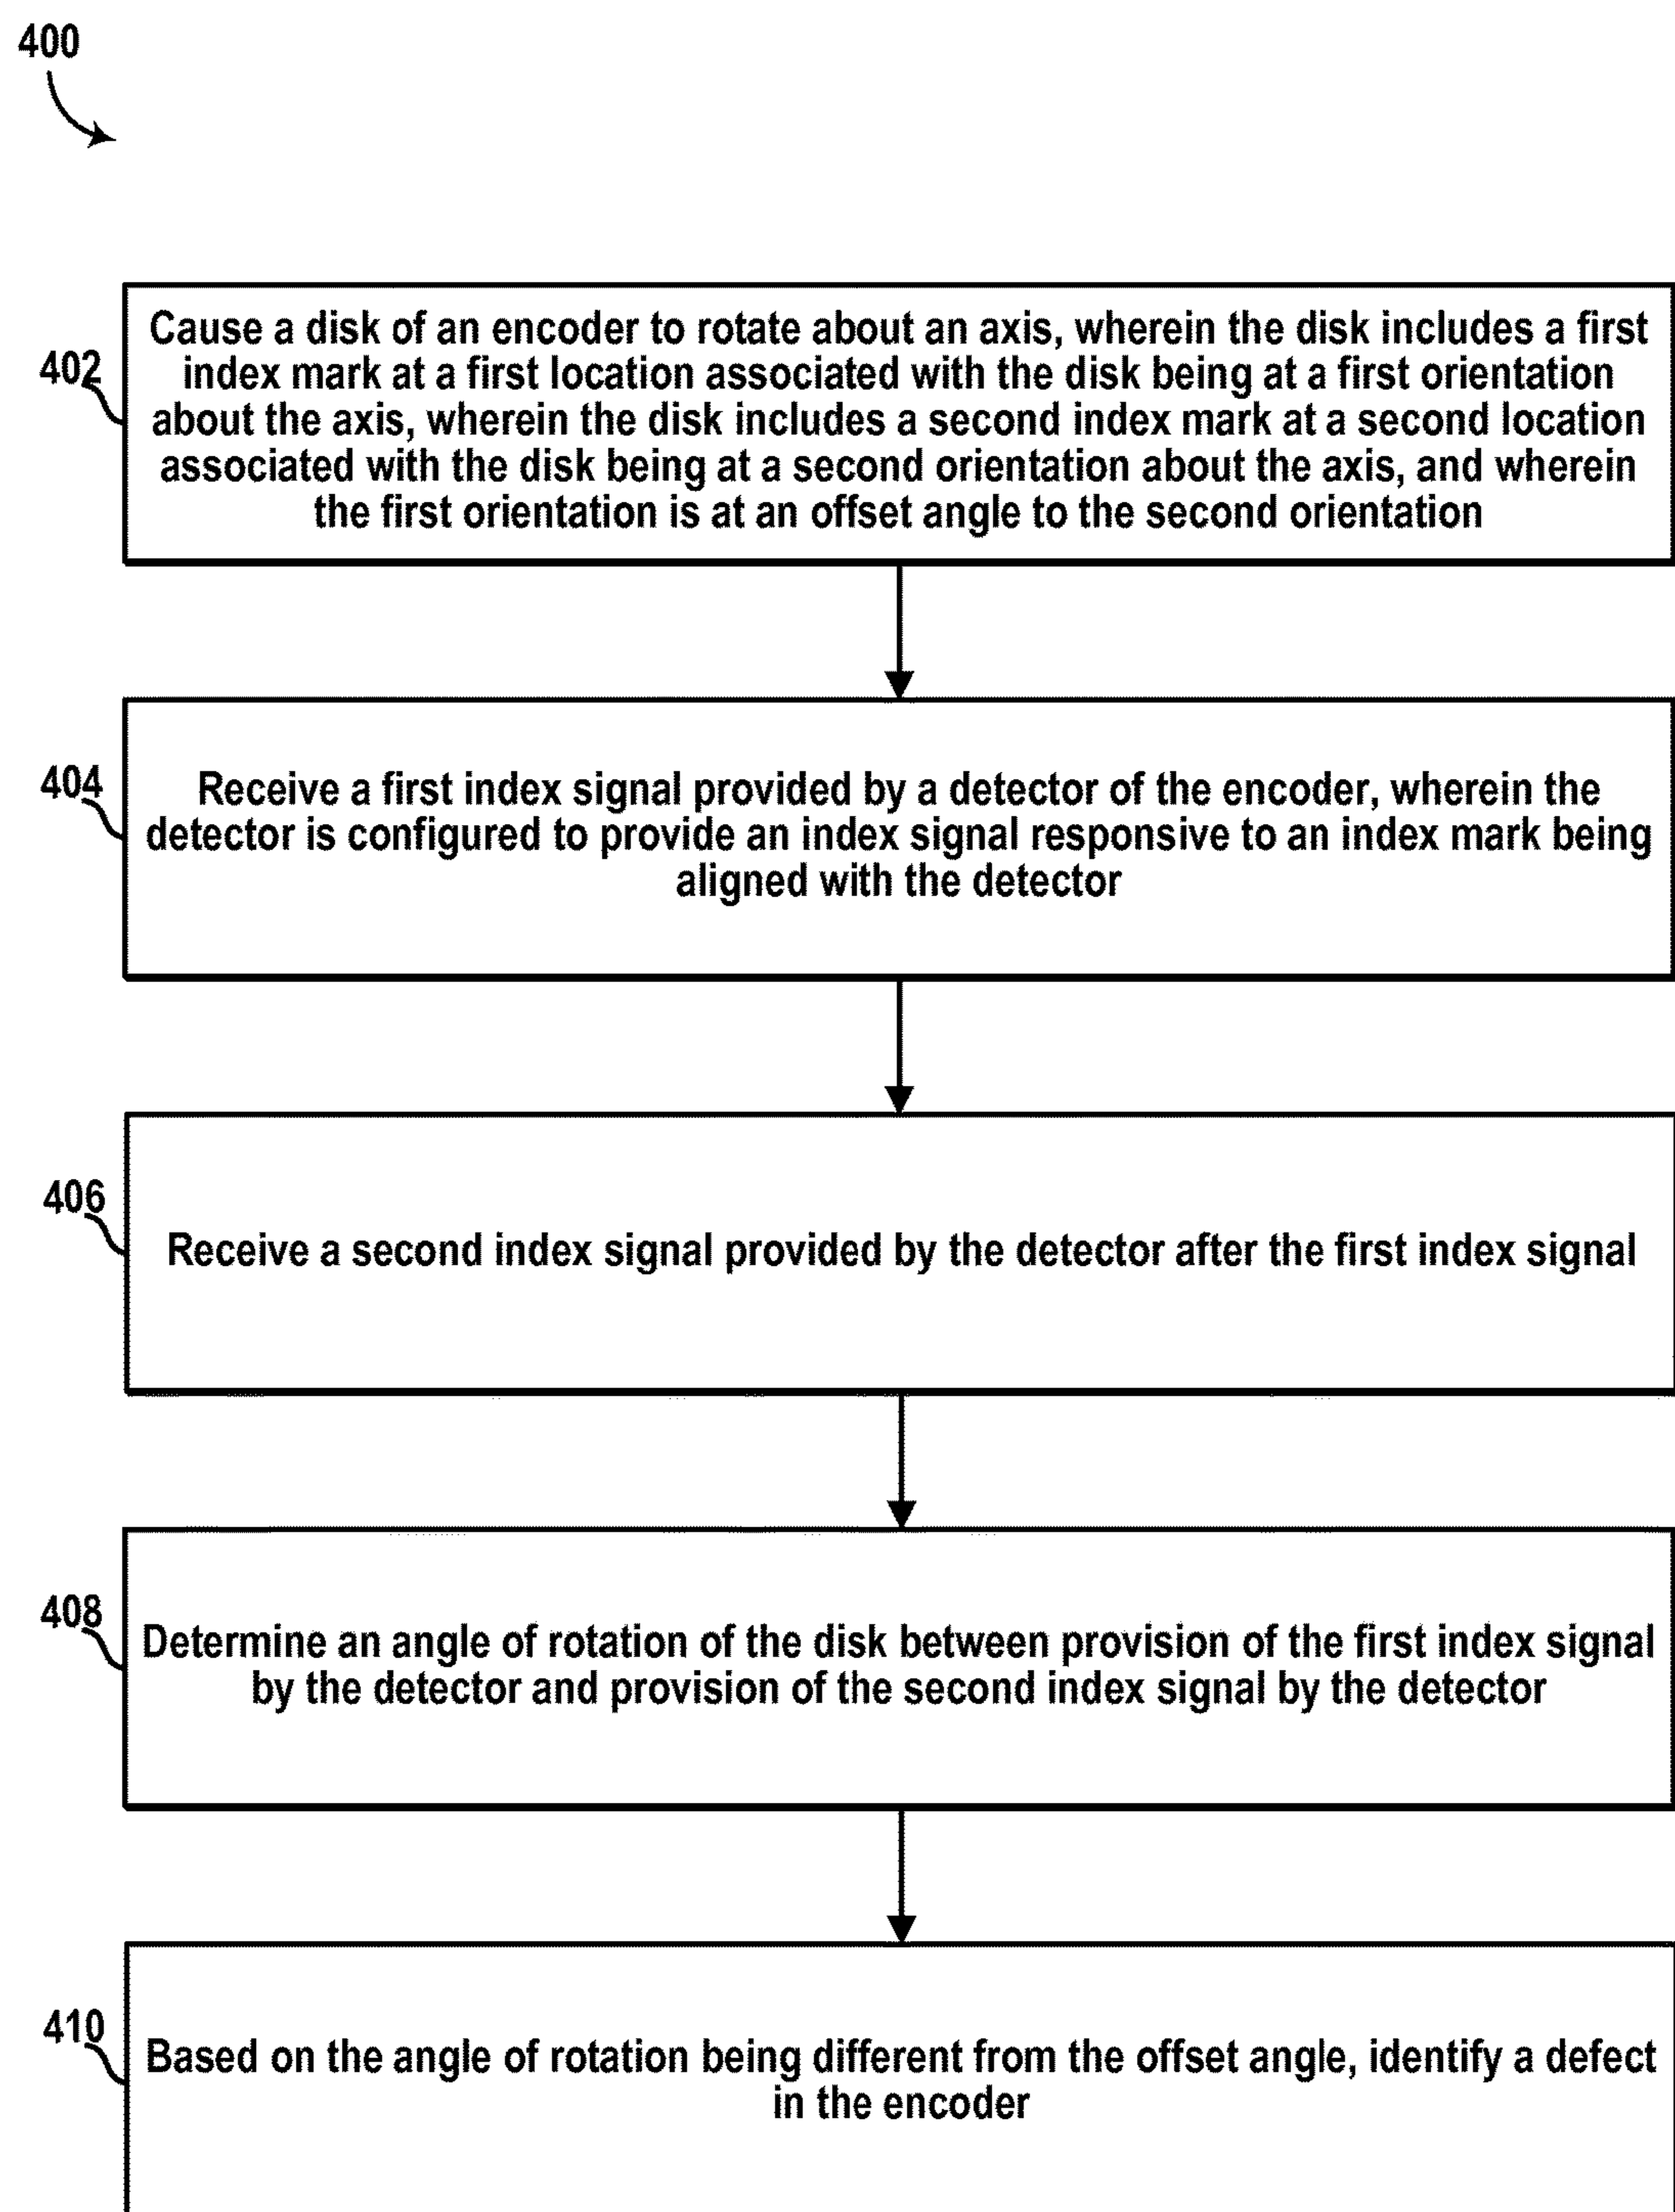 400
402
Cause a disk of an encoder to rotate about an axis, wherein the disk includes a first
index mark at a first location associated with the disk being at a first orientation
about the axis, wherein the disk includes a second index mark at a second location
associated with the disk being at a second orientation about the axis, and wherein
the first orientation is at an offset angle to the second orientation
404
Receive a first index signal provided by a detector of the encoder, wherein the
detector is configured to provide an index signal responsive to an index mark being
aligned with the detector
406
Receive a second index signal provided by the detector after the first index signal
408
Determine an angle of rotation of the disk between provision of the first index signal
by the detector and provision of the second index signal by the detector
410
Based on the angle of rotation being different from the offset angle, identify a defect
in the encoder